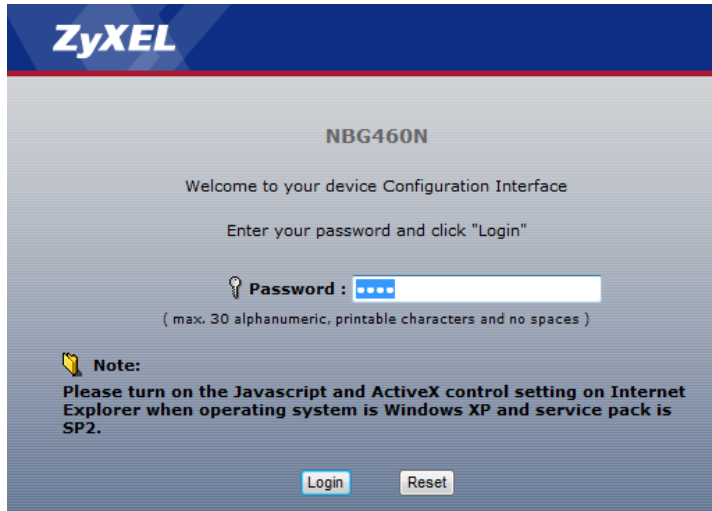 ZyXEL
NBG460N
Welcome to your device Configuration Interface
Enter your password and click "Login"
Password :
( max. 30 alphanumeric, printable characters and no spaces )
Note:
Please turn on the Javascript and ActiveX control setting on Internet
Explorer when operating system is Windows XP and service pack is
SP2.
Login Reset